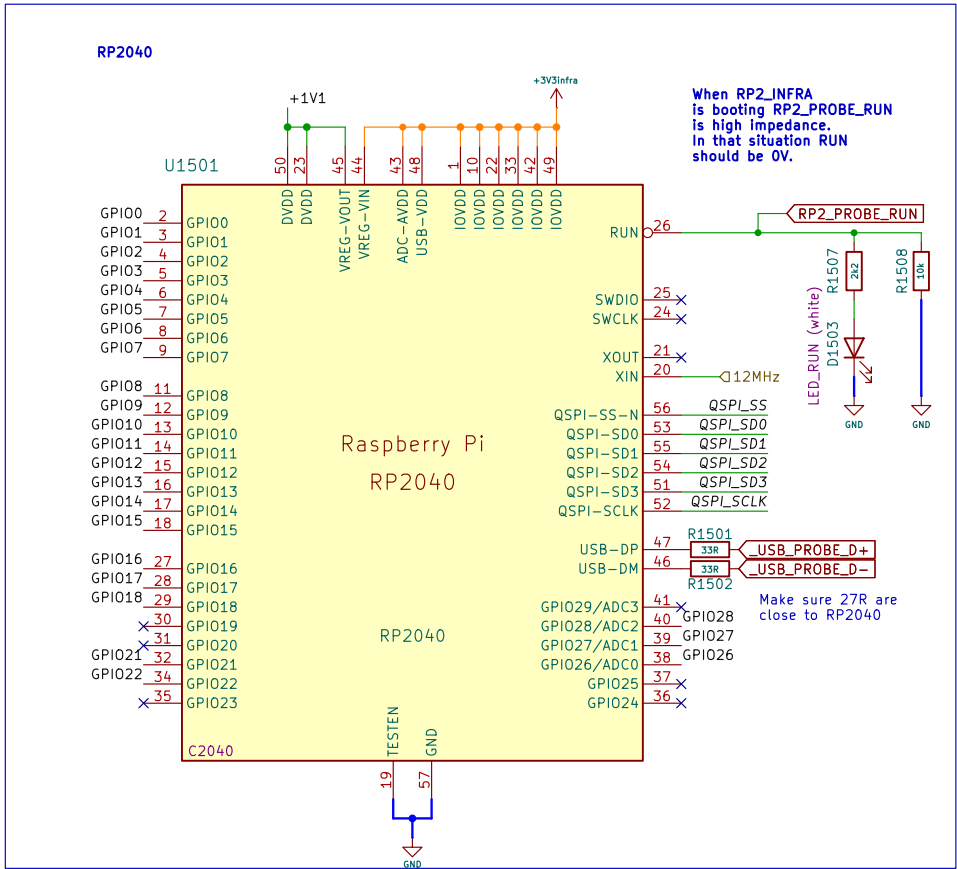 RP2040
+3V3infra
+1V1
When RP2_INFRA
is booting RP2_PROBE_RUN
is high impedance.
In that situation RUN
should be 0V.
U1501
50 23 45 44 43 48 1 10 22 33 42 49
DVDD DVDD VREG-VOUT VREG-VIN ADC-AVDD USB-VDD IOVDD IOVDD IOVDD IOVDD IOVDD IOVDD
GPIO0 2 GPIO0
GPIO1 3 GPIO1
GPIO2 4 GPIO2
GPIO3 5 GPIO3
GPIO4 6 GPIO4
GPIO5 7 GPIO5
GPIO6 8 GPIO6
GPIO7 9 GPIO7
GPIO8 11 GPIO8
GPIO9 12 GPIO9
GPIO10 13 GPIO10
GPIO11 14 GPIO11
GPIO12 15 GPIO12
GPIO13 16 GPIO13
GPIO14 17 GPIO14
GPIO15 18 GPIO15
GPIO16 27 GPIO16
GPIO17 28 GPIO17
GPIO18 29 GPIO18
30 GPIO19
31 GPIO20
GPIO21 32 GPIO21
GPIO22 34 GPIO22
35 GPIO23
Raspberry Pi
RP2040
RP2040
C2040
TESTEN GND
19 57
GND
RUN 26
RP2_PROBE_RUN
R1507 2k2
R1508 10k
LED_RUN (white)
D1503
GND GND
SWDIO 25
SWCLK 24
XOUT 21
XIN 20 12MHz
QSPI-SS-N 56 QSPI_SS
QSPI-SD0 53 QSPI_SD0
QSPI-SD1 55 QSPI_SD1
QSPI-SD2 54 QSPI_SD2
QSPI-SD3 51 QSPI_SD3
QSPI-SCLK 52 QSPI_SCLK
R1501
USB-DP 47 33R _USB_PROBE_D+
USB-DM 46 33R _USB_PROBE_D-
R1502
Make sure 27R are
close to RP2040
GPIO29/ADC3 41
GPIO28/ADC2 40 GPIO28
GPIO27/ADC1 39 GPIO27
GPIO26/ADC0 38 GPIO26
GPIO25 37
GPIO24 36